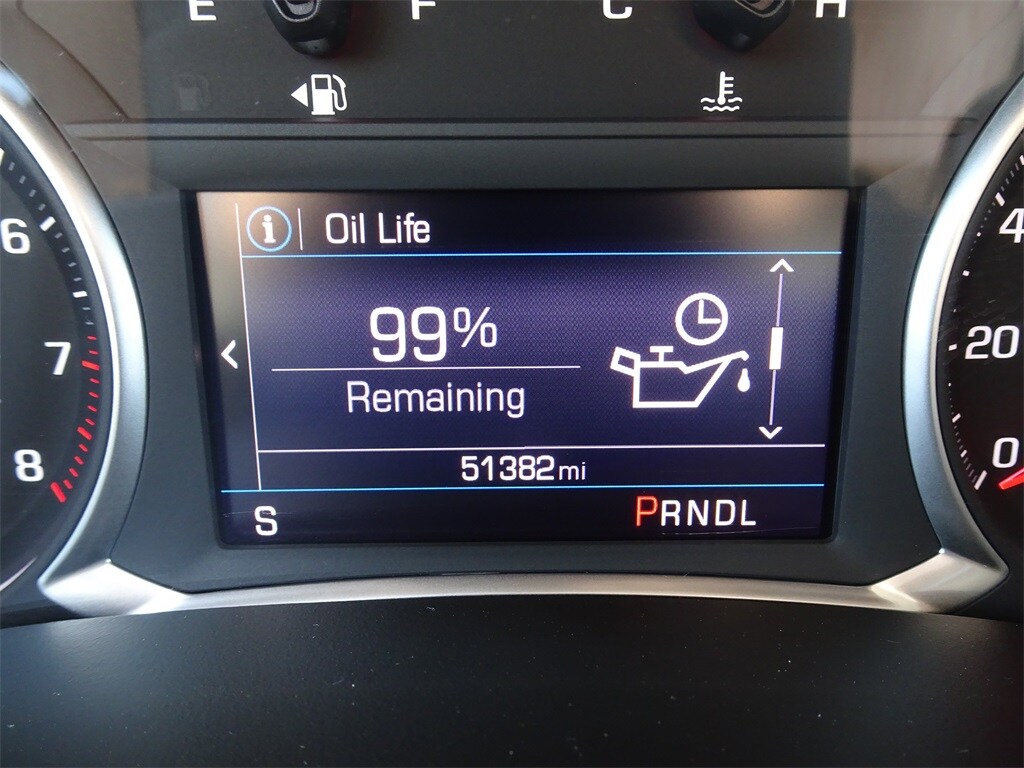 E F C H
Oil Life
99%
Remaining
51382 mi
S PRNDL
6
7
8
4
20
0